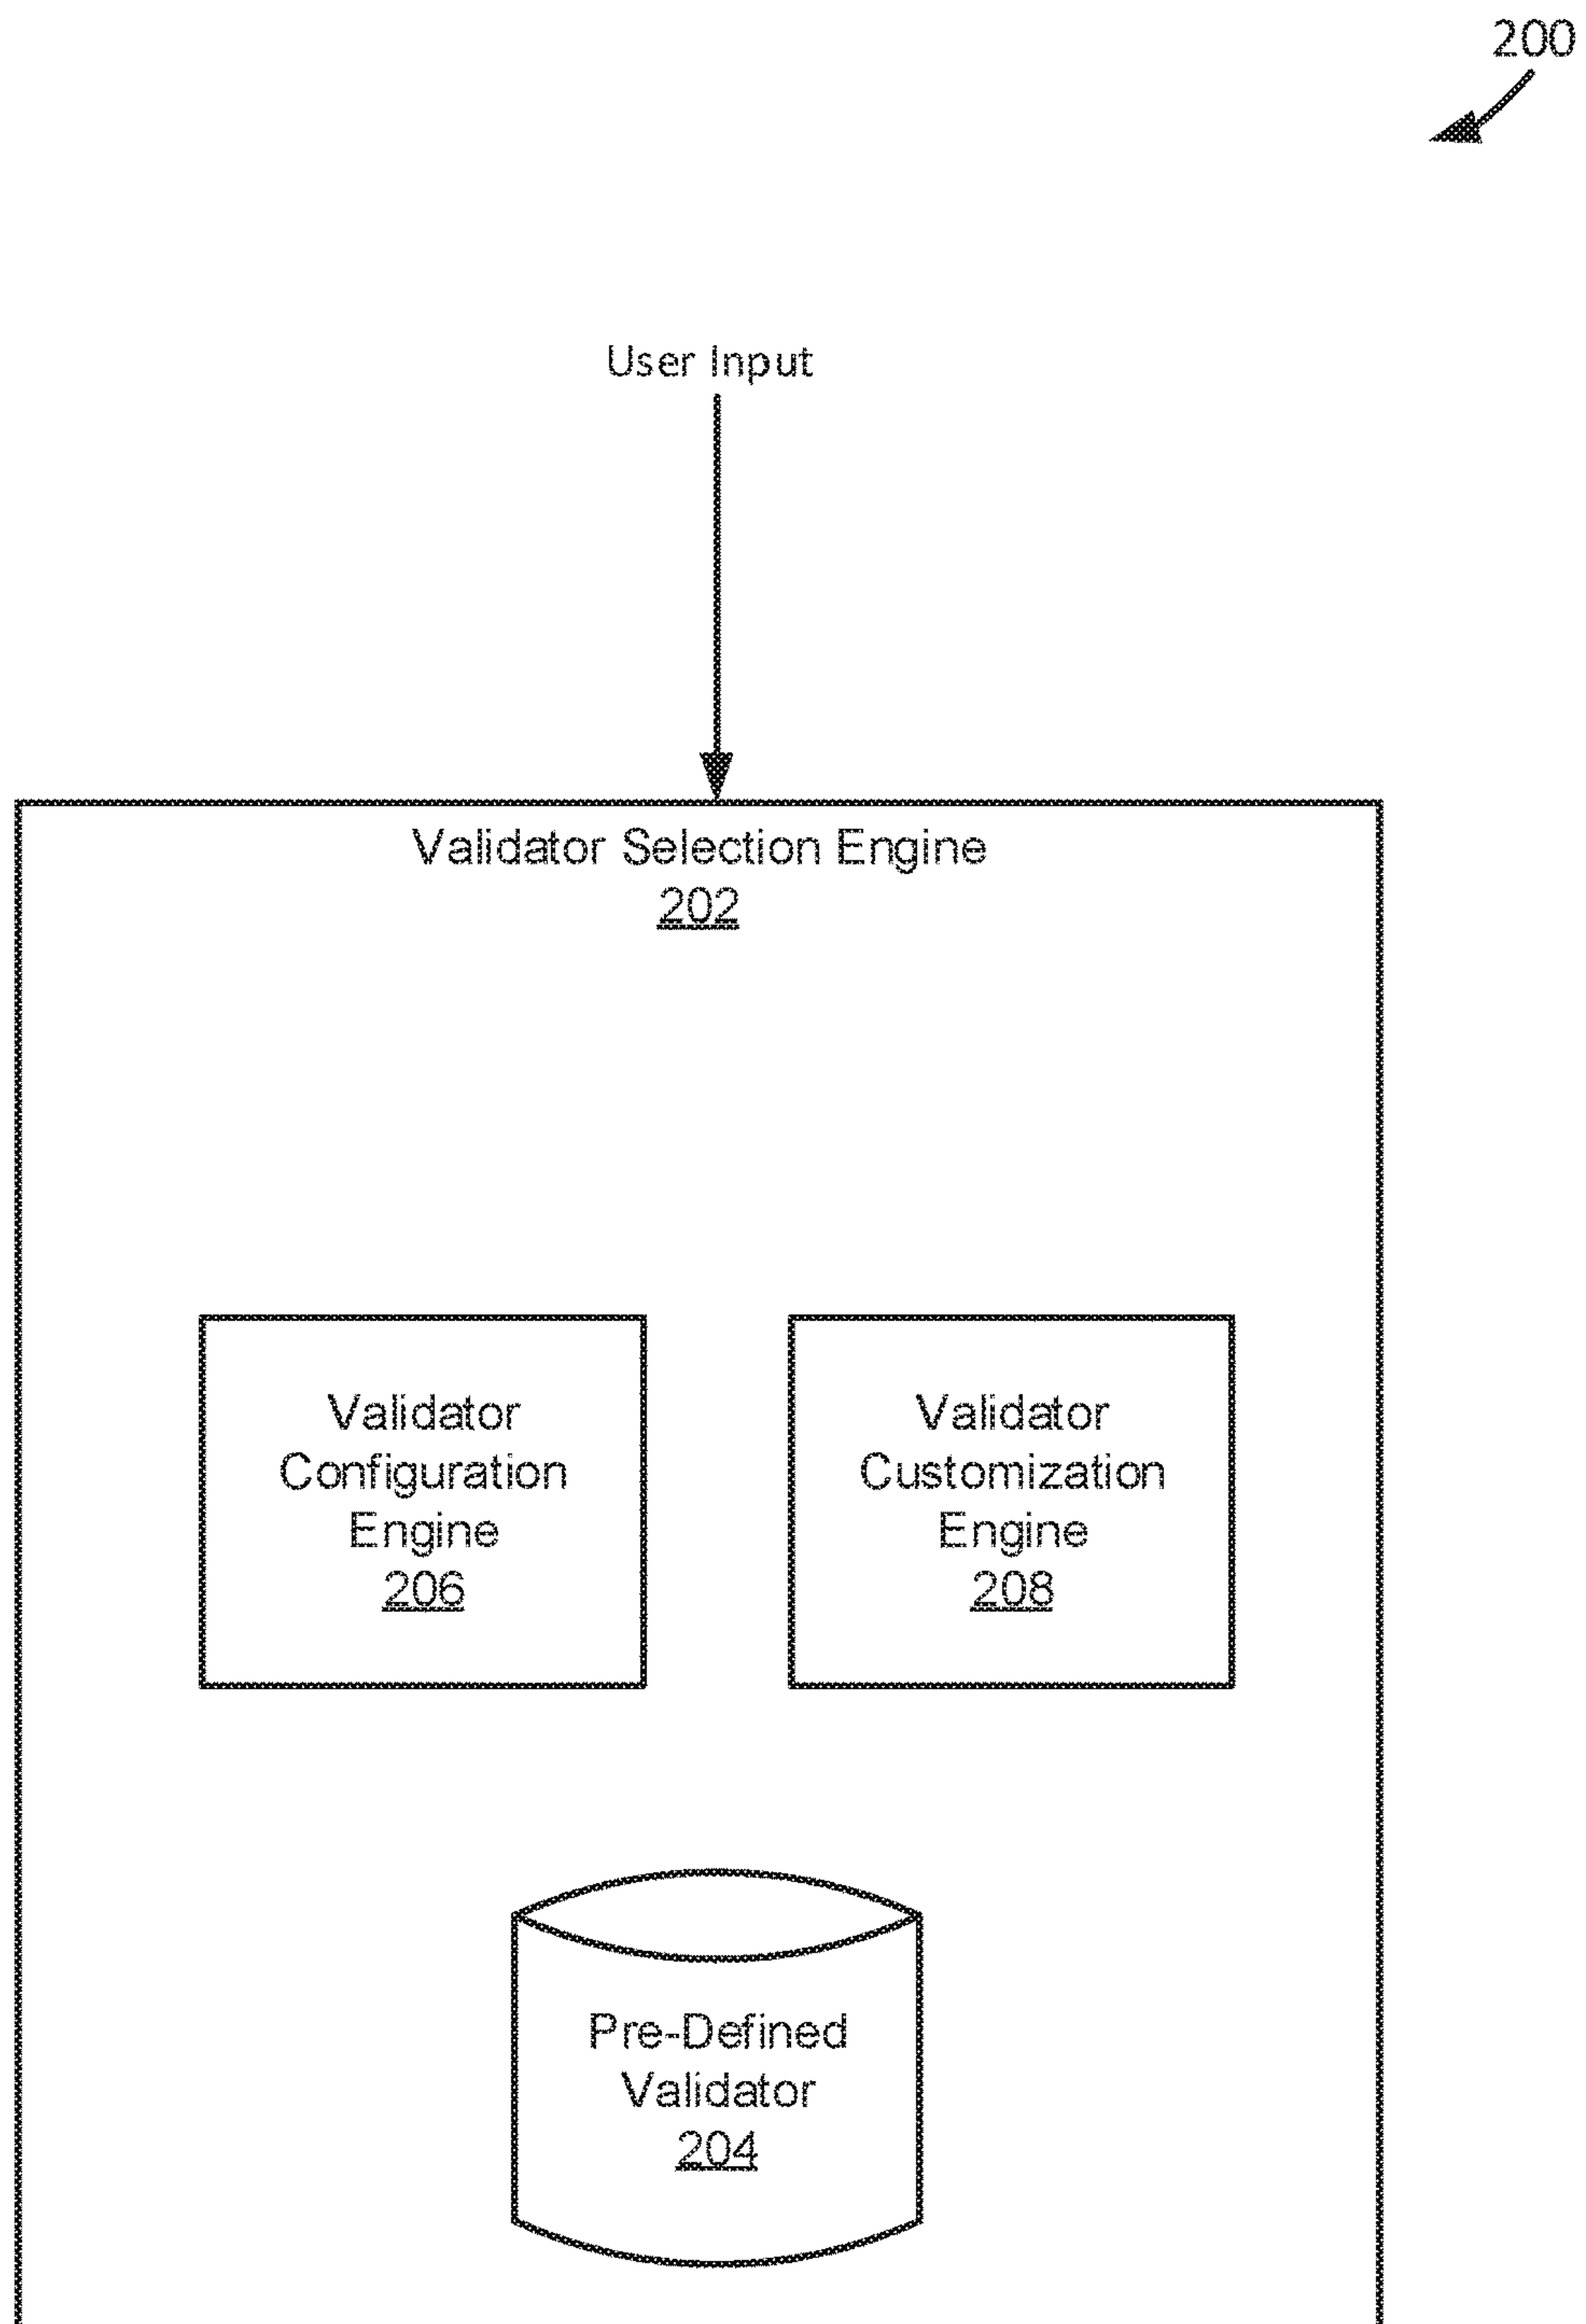 200
User Input
Validator Selection Engine
202
Validator
Configuration
Engine
206
Validator
Customization
Engine
208
Pre-Defined
Validator
204